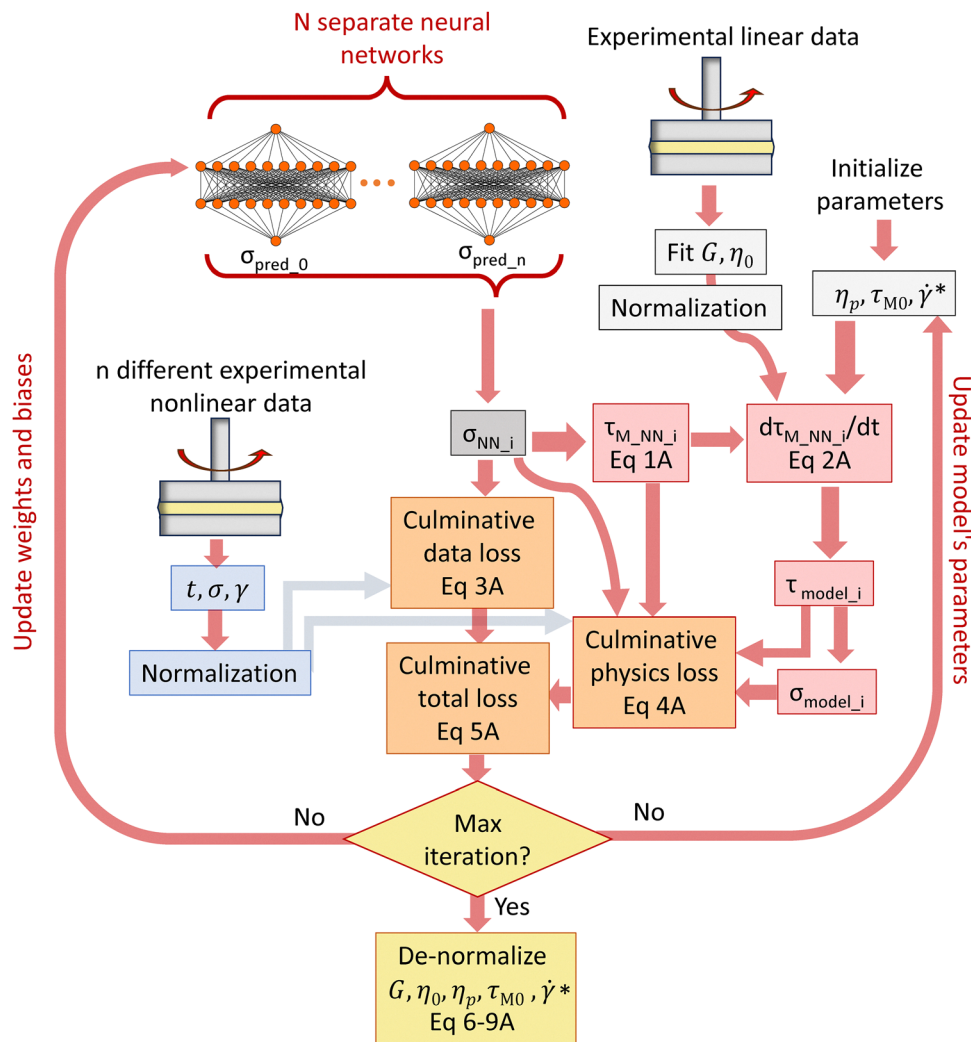 N separate neural
networks
Experimental linear data
Initialize
parameters
σpred_0
σpred_n
Fit G, η0
Normalization
ηp, τM0, γ̇*
Update weights and biases
n different experimental
nonlinear data
σNN_i
τM_NN_i
Eq 1A
dτM_NN_i/dt
Eq 2A
Update model's parameters
Culminative
data loss
Eq 3A
t, σ, γ
τmodel_i
Normalization
Culminative
total loss
Eq 5A
Culminative
physics loss
Eq 4A
σmodel_i
No
Max
iteration?
No
Yes
De-normalize
G, η0, ηp, τM0 , γ̇*
Eq 6-9A